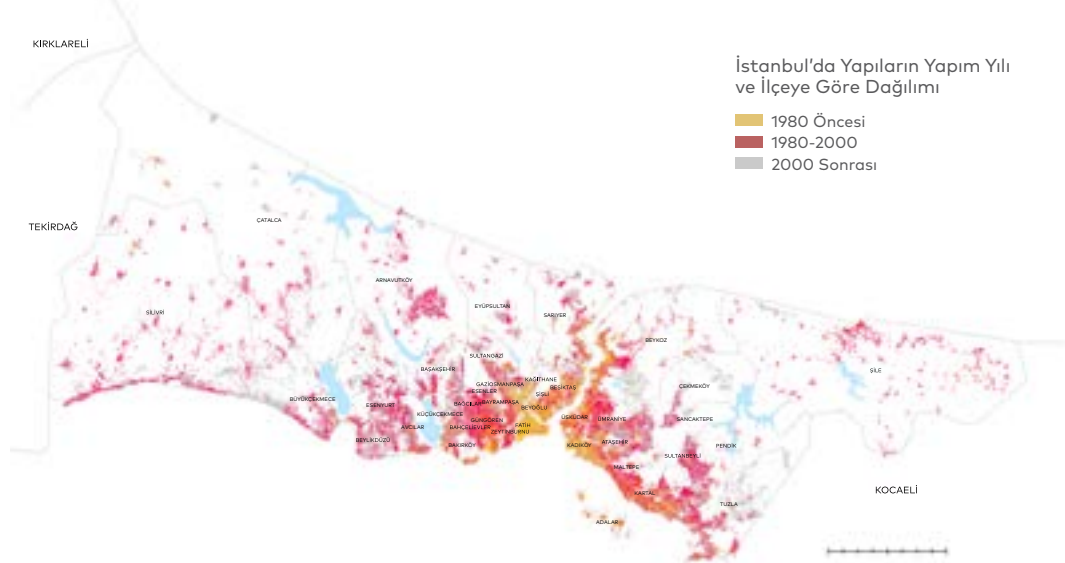 KIRKLARELİ
İstanbul'da Yapıların Yapım Yılı
ve İlçeye Göre Dağılımı
1980 Öncesi
1980-2000
2000 Sonrası
TEKİRDAĞ
ÇATALCA
ARNAVUTKÖY
EYÜPSULTAN
SİLİVRİ
SARIYER
BEYKOZ
SULTANGAZİ
BAŞAKŞEHİR
ŞİLE
KAĞITHANE
GAZİOSMANPAŞA
BEŞİKTAŞ
ÇEKMEKÖY
ESENLER
ŞİŞLİ
BÜYÜKÇEKMECE
ESENYURT
BAĞCILAR
BAYRAMPAŞA
BEYOĞLU
KÜÇÜKÇEKMECE
ÜSKÜDAR
ÜMRANİYE
SANCAKTEPE
GÜNGÖREN
AVCILAR
BAHÇELİEVLER
FATİH
ZEYTİNBURNU
BEYLİKDÜZÜ
BAKIRKÖY
KADIKÖY
ATAŞEHİR
PENDİK
SULTANBEYLİ
MALTEPE
KARTAL
KOCAELİ
TUZLA
ADALAR